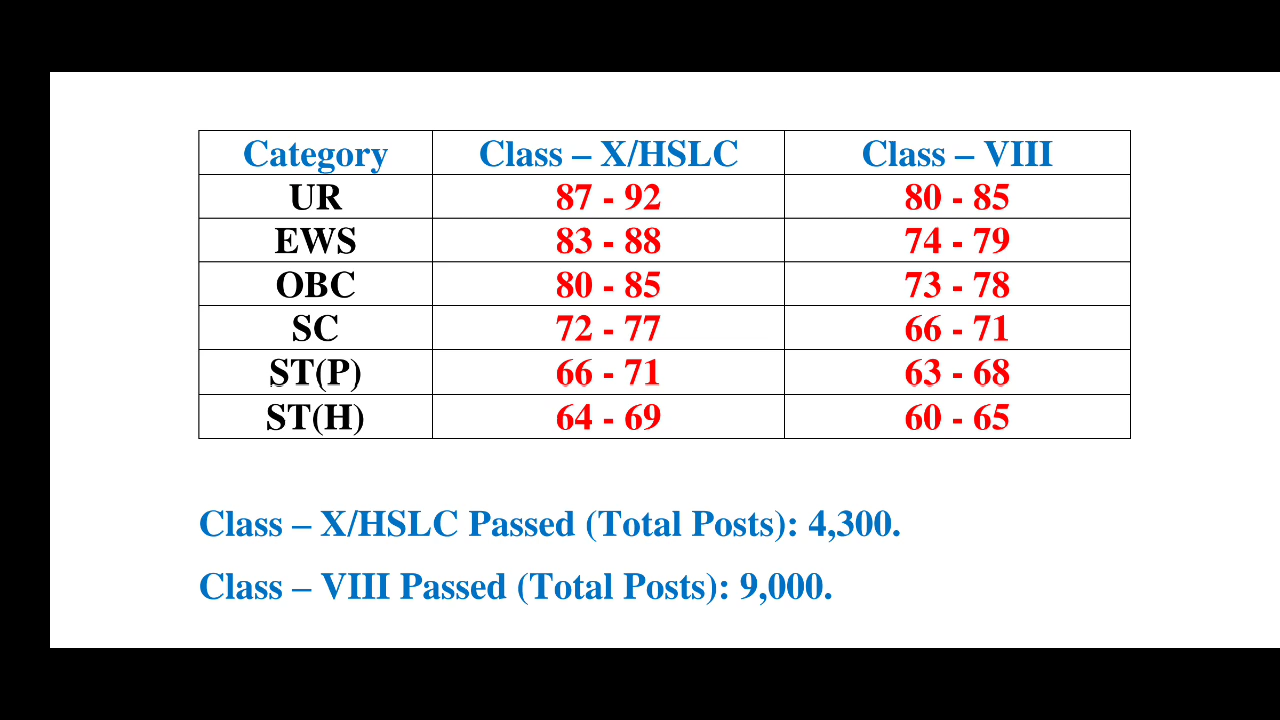 Category Class – X/HSLC Class – VIII
UR 87 - 92 80 - 85
EWS 83 - 88 74 - 79
OBC 80 - 85 73 - 78
SC 72 - 77 66 - 71
ST(P) 66 - 71 63 - 68
ST(H) 64 - 69 60 - 65
Class – X/HSLC Passed (Total Posts): 4,300.
Class – VIII Passed (Total Posts): 9,000.